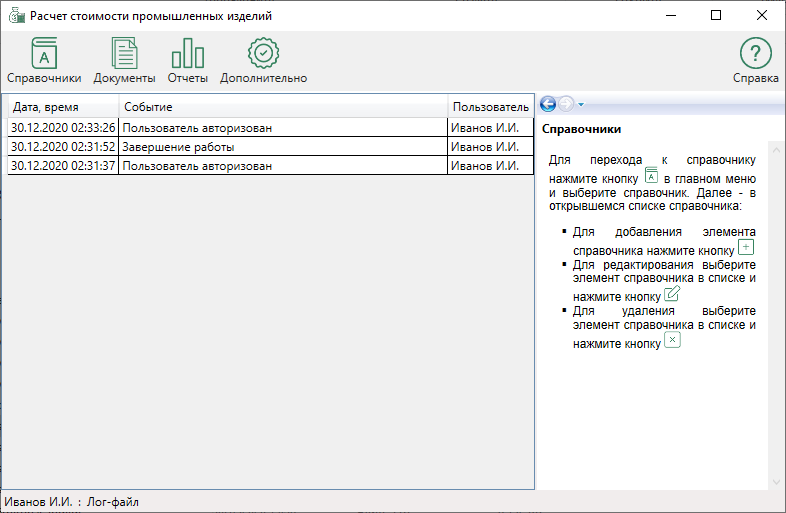 Расчет стоимости промышленных изделий
Справочники Документы Отчеты Дополнительно Справка
Дата, время Событие Пользователь
30.12.2020 02:33:26 Пользователь авторизован Иванов И.И.
30.12.2020 02:31:52 Завершение работы Иванов И.И.
30.12.2020 02:31:37 Пользователь авторизован Иванов И.И.
Справочники
Для перехода к справочнику
нажмите кнопку A в главном меню
и выберите справочник. Далее - в
открывшемся списке справочника:
▪ Для добавления элемента
справочника нажмите кнопку +
▪ Для редактирования выберите
элемент справочника в списке и
нажмите кнопку
▪ Для удаления выберите
элемент справочника в списке и
нажмите кнопку ×
Иванов И.И. : Лог-файл